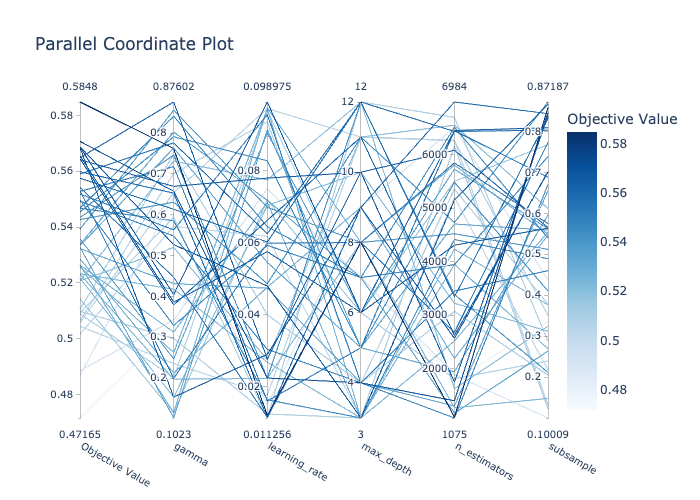 Parallel Coordinate Plot
0.5848 0.87602 0.098975 12 6984 0.87187
Objective Value
0.58 0.8 12 0.8 0.58
0.7 0.08 10 6000 0.7
0.56 0.6 5000 0.6 0.56
0.54 0.5 0.06 8 4000 0.5 0.54
0.52 0.4 0.4 0.52
0.5 0.3 0.04 6 3000 0.3 0.5
0.48 0.2 0.02 4 2000 0.2 0.48
0.47165 0.1023 0.011256 3 1075 0.10009
Objective Value gamma learning_rate max_depth n_estimators subsample